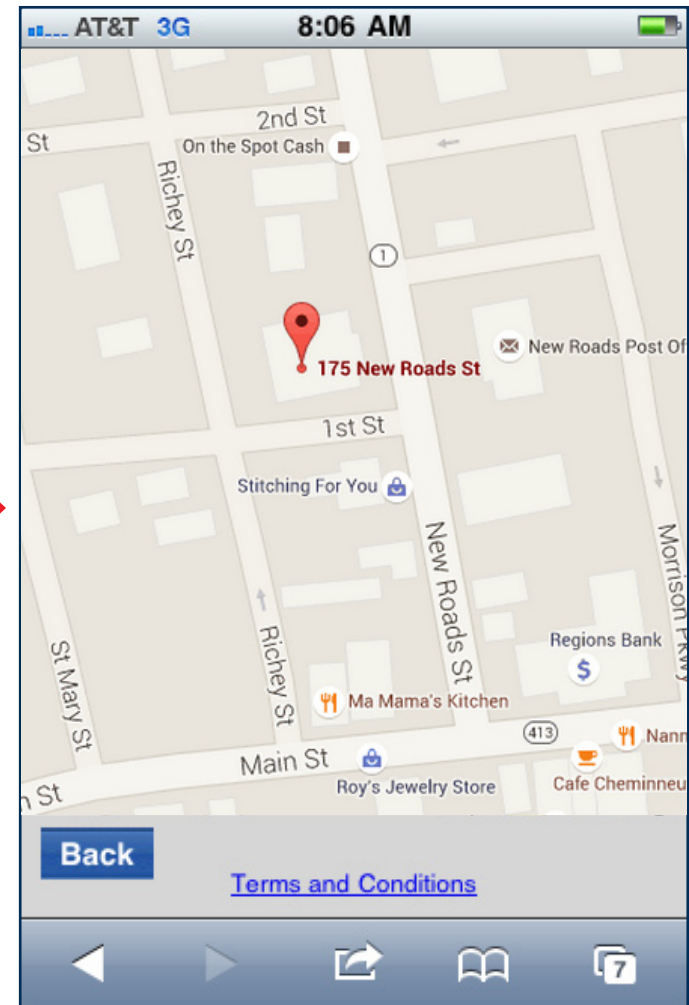 AT&T 3G 8:06 AM
2nd St
St
On the Spot Cash
Richey St
1
New Roads Post Of
175 New Roads St
1st St
Stitching For You
New Roads St
Morrison Pkwy
Regions Bank
$
St Mary St
Richey St
Ma Mama's Kitchen
413
Nann
Main St
Roy's Jewelry Store
Cafe Cheminneu
n St
Back
Terms and Conditions
7